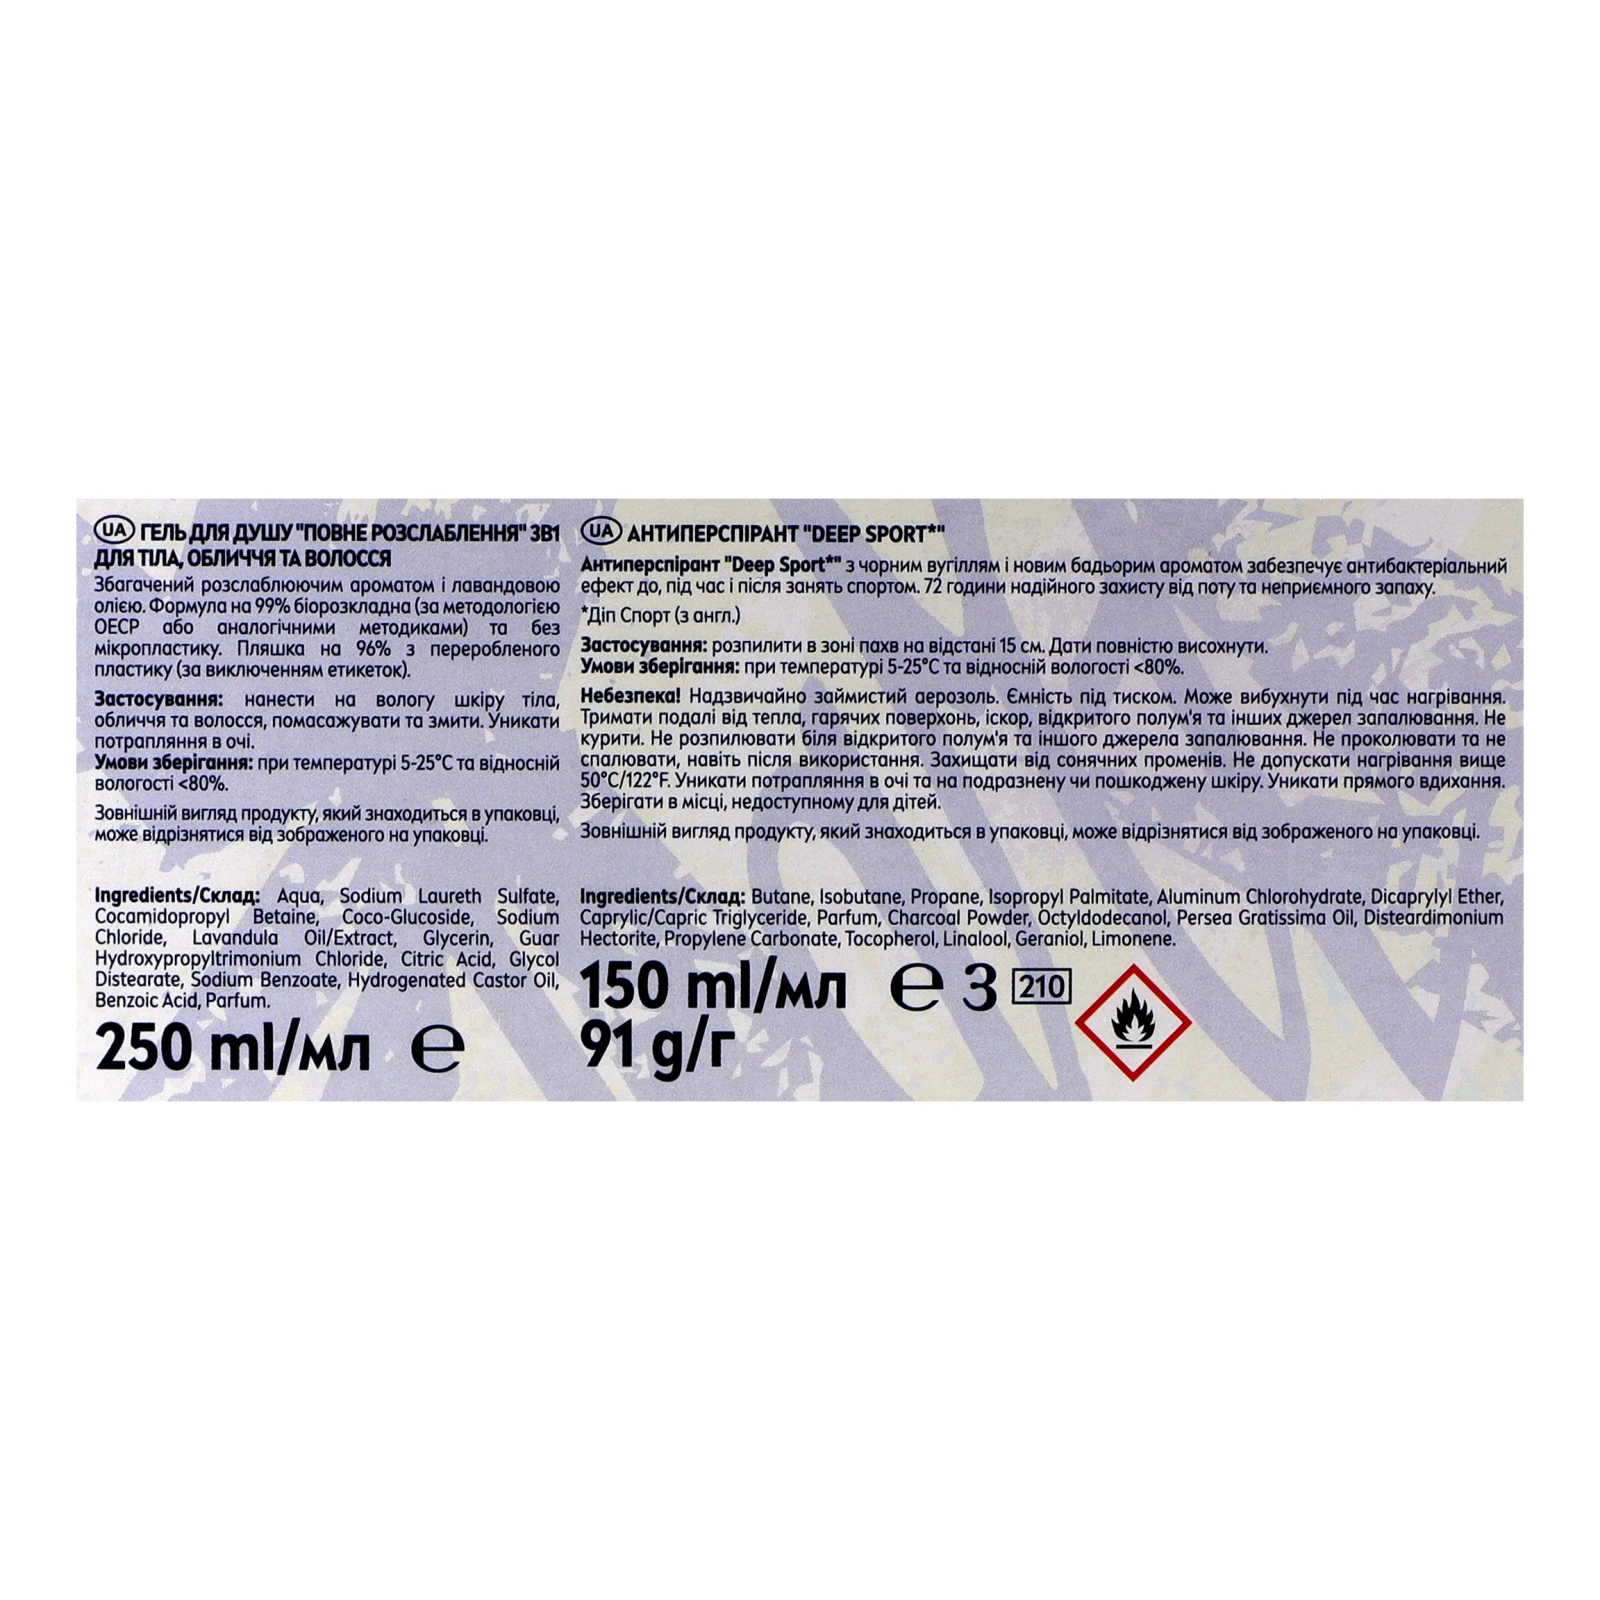 UA ГЕЛЬ ДЛЯ ДУШУ "ПОВНЕ РОЗСЛАБЛЕННЯ" 3В1
ДЛЯ ТІЛА, ОБЛИЧЧЯ ТА ВОЛОССЯ
Збагачений розслаблюючим ароматом і лавандовою
олією. Формула на 99% біорозкладна (за методологією
ОЕСР або аналогічними методиками) та без
мікропластику. Пляшка на 96% з переробленого
пластику (за виключенням етикеток).
Застосування: нанести на вологу шкіру тіла,
обличчя та волосся, помасажувати та змити. Уникати
потрапляння в очі.
Умови зберігання: при температурі 5-25°C та відносній
вологості <80%.
Зовнішній вигляд продукту, який знаходиться в упаковці,
може відрізнятися від зображеного на упаковці.
Ingredients/Склад: Aqua, Sodium Laureth Sulfate,
Cocamidopropyl Betaine, Coco-Glucoside, Sodium
Chloride, Lavandula Oil/Extract, Glycerin, Guar
Hydroxypropyltrimonium Chloride, Citric Acid, Glycol
Distearate, Sodium Benzoate, Hydrogenated Castor Oil,
Benzoic Acid, Parfum.
250 ml/мл ℮
UA АНТИПЕРСПІРАНТ "DEEP SPORT*"
Антиперспірант "Deep Sport*" з чорним вугіллям і новим бадьорим ароматом забезпечує антибактеріальний
ефект до, під час і після занять спортом. 72 години надійного захисту від поту та неприємного запаху.
*Діп Спорт (з англ.)
Застосування: розпилити в зоні пахв на відстані 15 см. Дати повністю висохнути.
Умови зберігання: при температурі 5-25°C та відносній вологості <80%.
Небезпека! Надзвичайно займистий аерозоль. Ємність під тиском. Може вибухнути під час нагрівання.
Тримати подалі від тепла, гарячих поверхонь, іскор, відкритого полум'я та інших джерел запалювання. Не
курити. Не розпилювати біля відкритого полум'я та іншого джерела запалювання. Не проколювати та не
спалювати, навіть після використання. Захищати від сонячних променів. Не допускати нагрівання вище
50°C/122°F. Уникати потрапляння в очі та на подразнену чи пошкоджену шкіру. Уникати прямого вдихання.
Зберігати в місці, недоступному для дітей.
Зовнішній вигляд продукту, який знаходиться в упаковці, може відрізнятися від зображеного на упаковці.
Ingredients/Склад: Butane, Isobutane, Propane, Isopropyl Palmitate, Aluminum Chlorohydrate, Dicaprylyl Ether,
Caprylic/Capric Triglyceride, Parfum, Charcoal Powder, Octyldodecanol, Persea Gratissima Oil, Disteardimonium
Hectorite, Propylene Carbonate, Tocopherol, Linalool, Geraniol, Limonene.
150 ml/мл ℮ 3 210
91 g/г